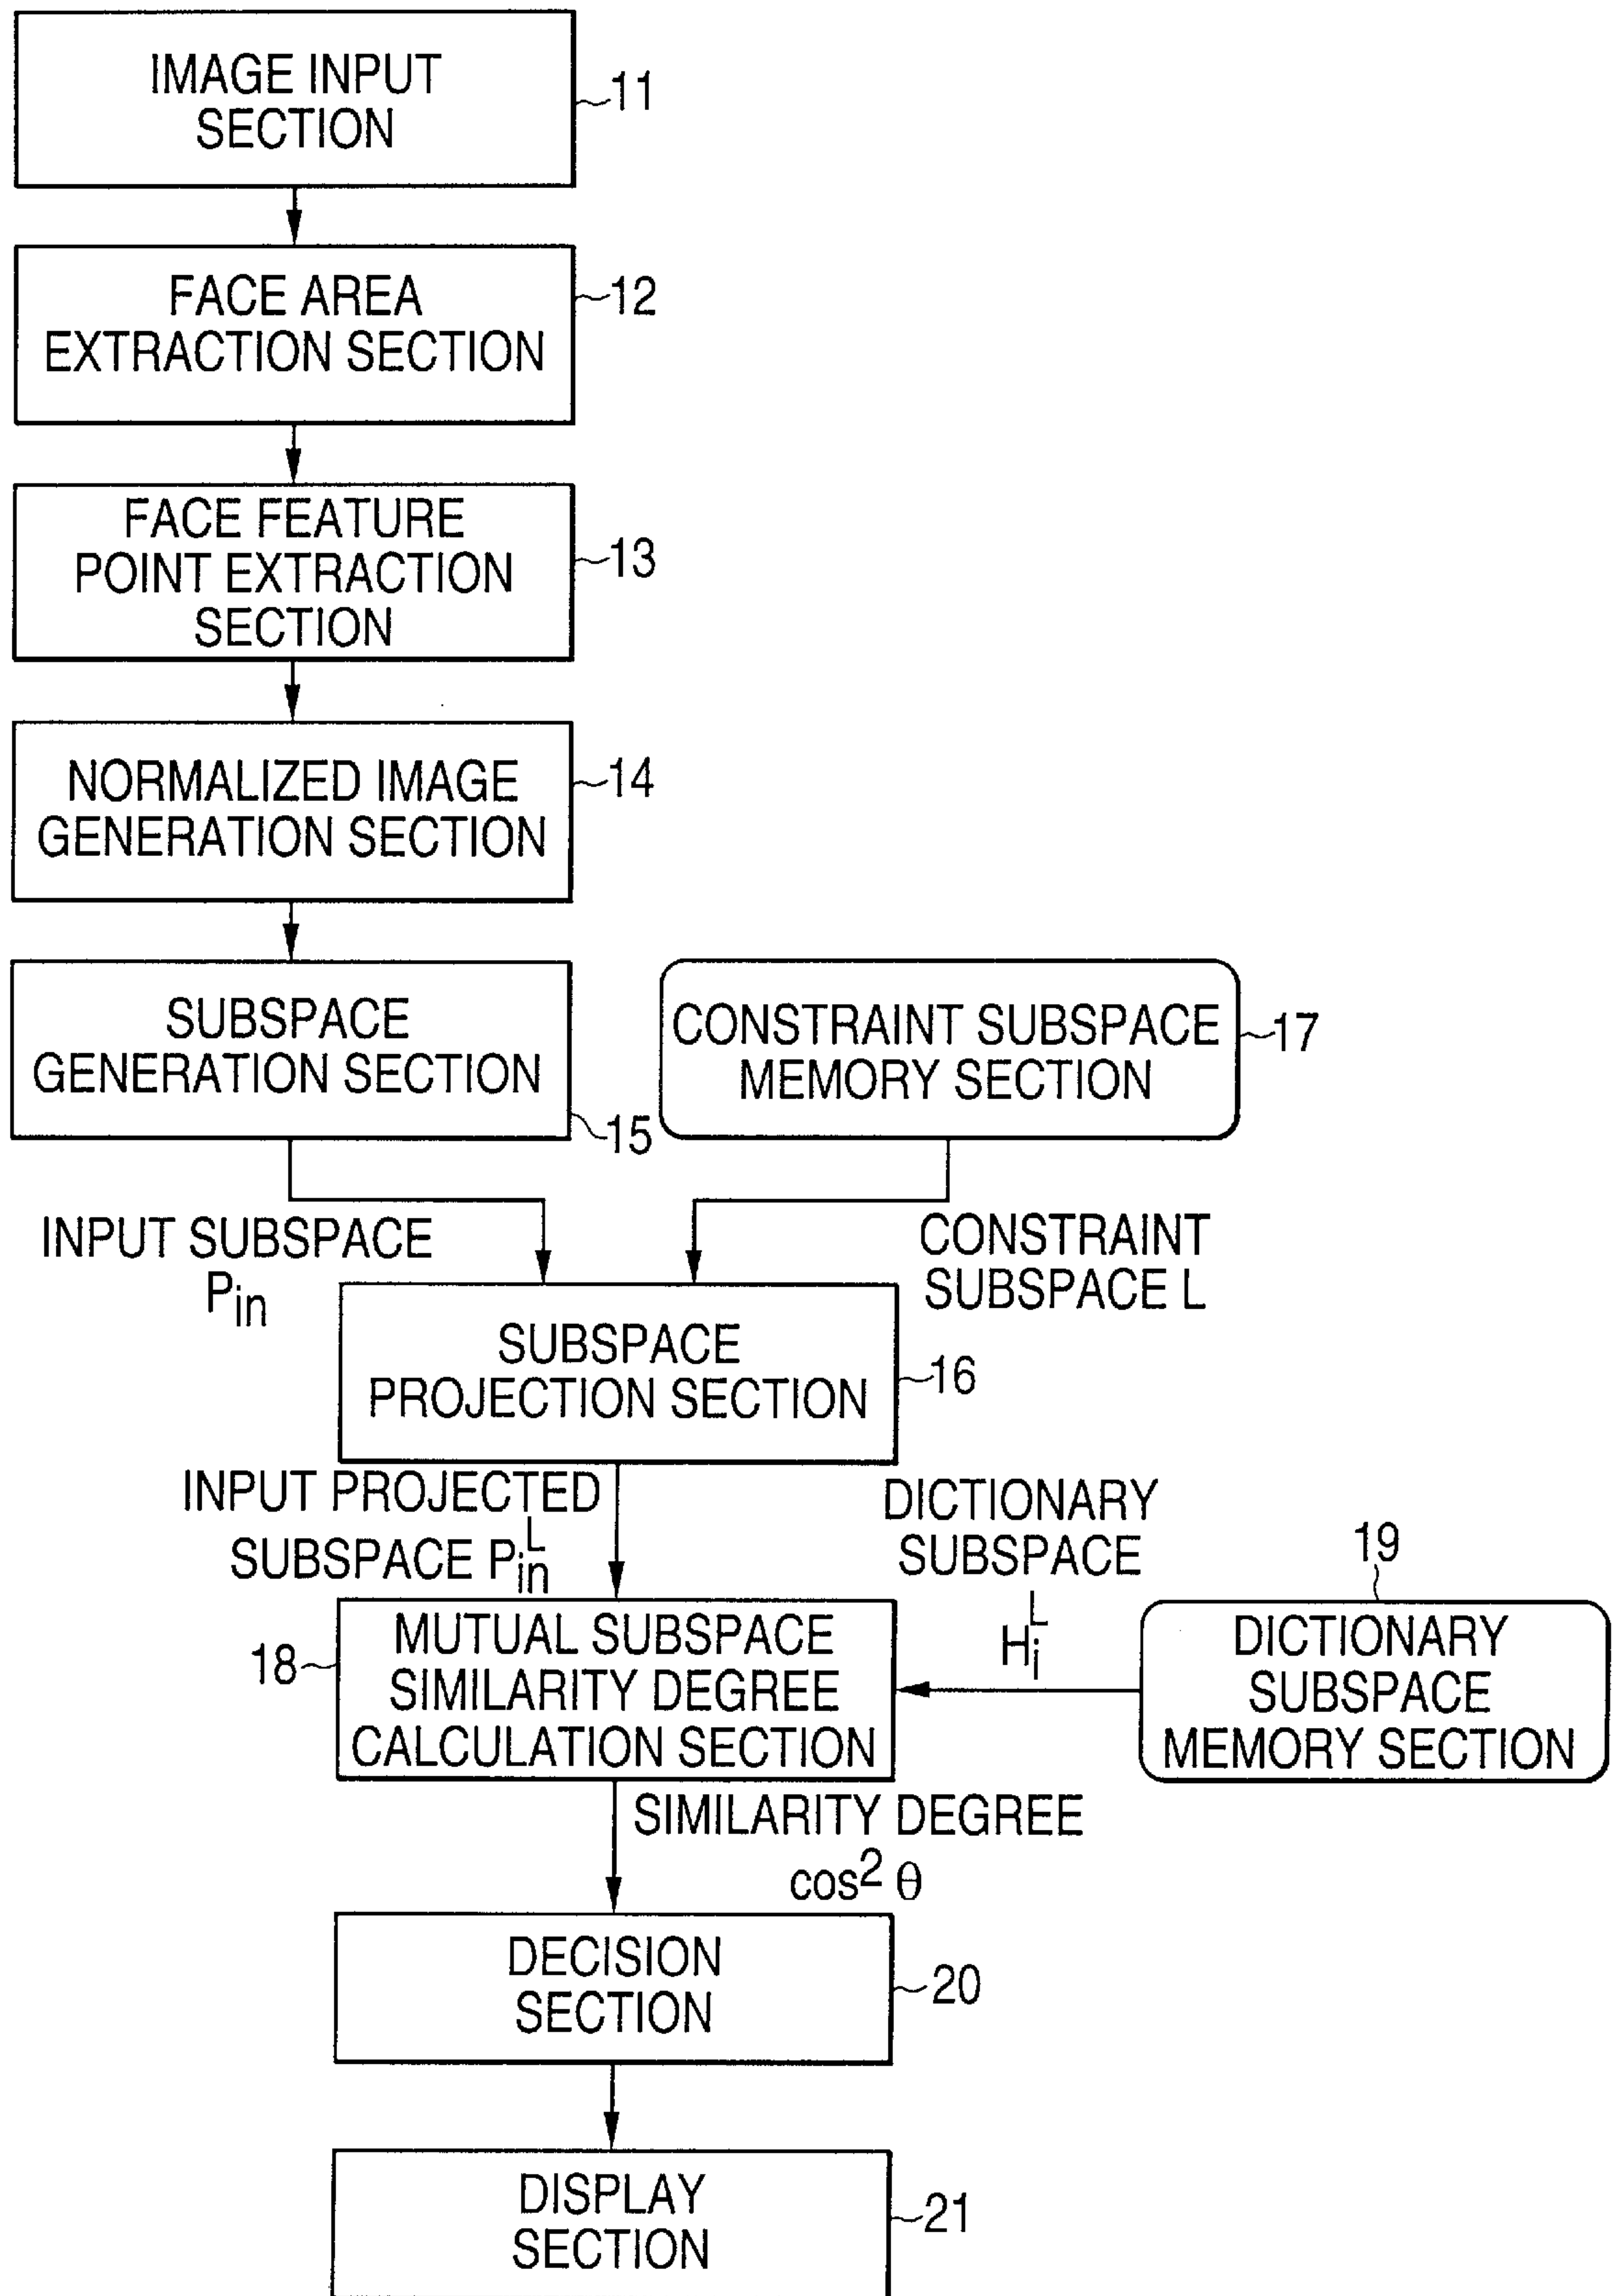 IMAGE INPUT
SECTION
11
FACE AREA
EXTRACTION SECTION
12
FACE FEATURE
POINT EXTRACTION
SECTION
13
NORMALIZED IMAGE
GENERATION SECTION
14
SUBSPACE
GENERATION SECTION
15
CONSTRAINT SUBSPACE
MEMORY SECTION
17
INPUT SUBSPACE
P_in
CONSTRAINT
SUBSPACE L
SUBSPACE
PROJECTION SECTION
16
INPUT PROJECTED
SUBSPACE P_in^L
DICTIONARY
SUBSPACE
H_i^L
19
DICTIONARY
SUBSPACE
MEMORY SECTION
18
MUTUAL SUBSPACE
SIMILARITY DEGREE
CALCULATION SECTION
SIMILARITY DEGREE
cos² θ
DECISION
SECTION
20
DISPLAY
SECTION
21